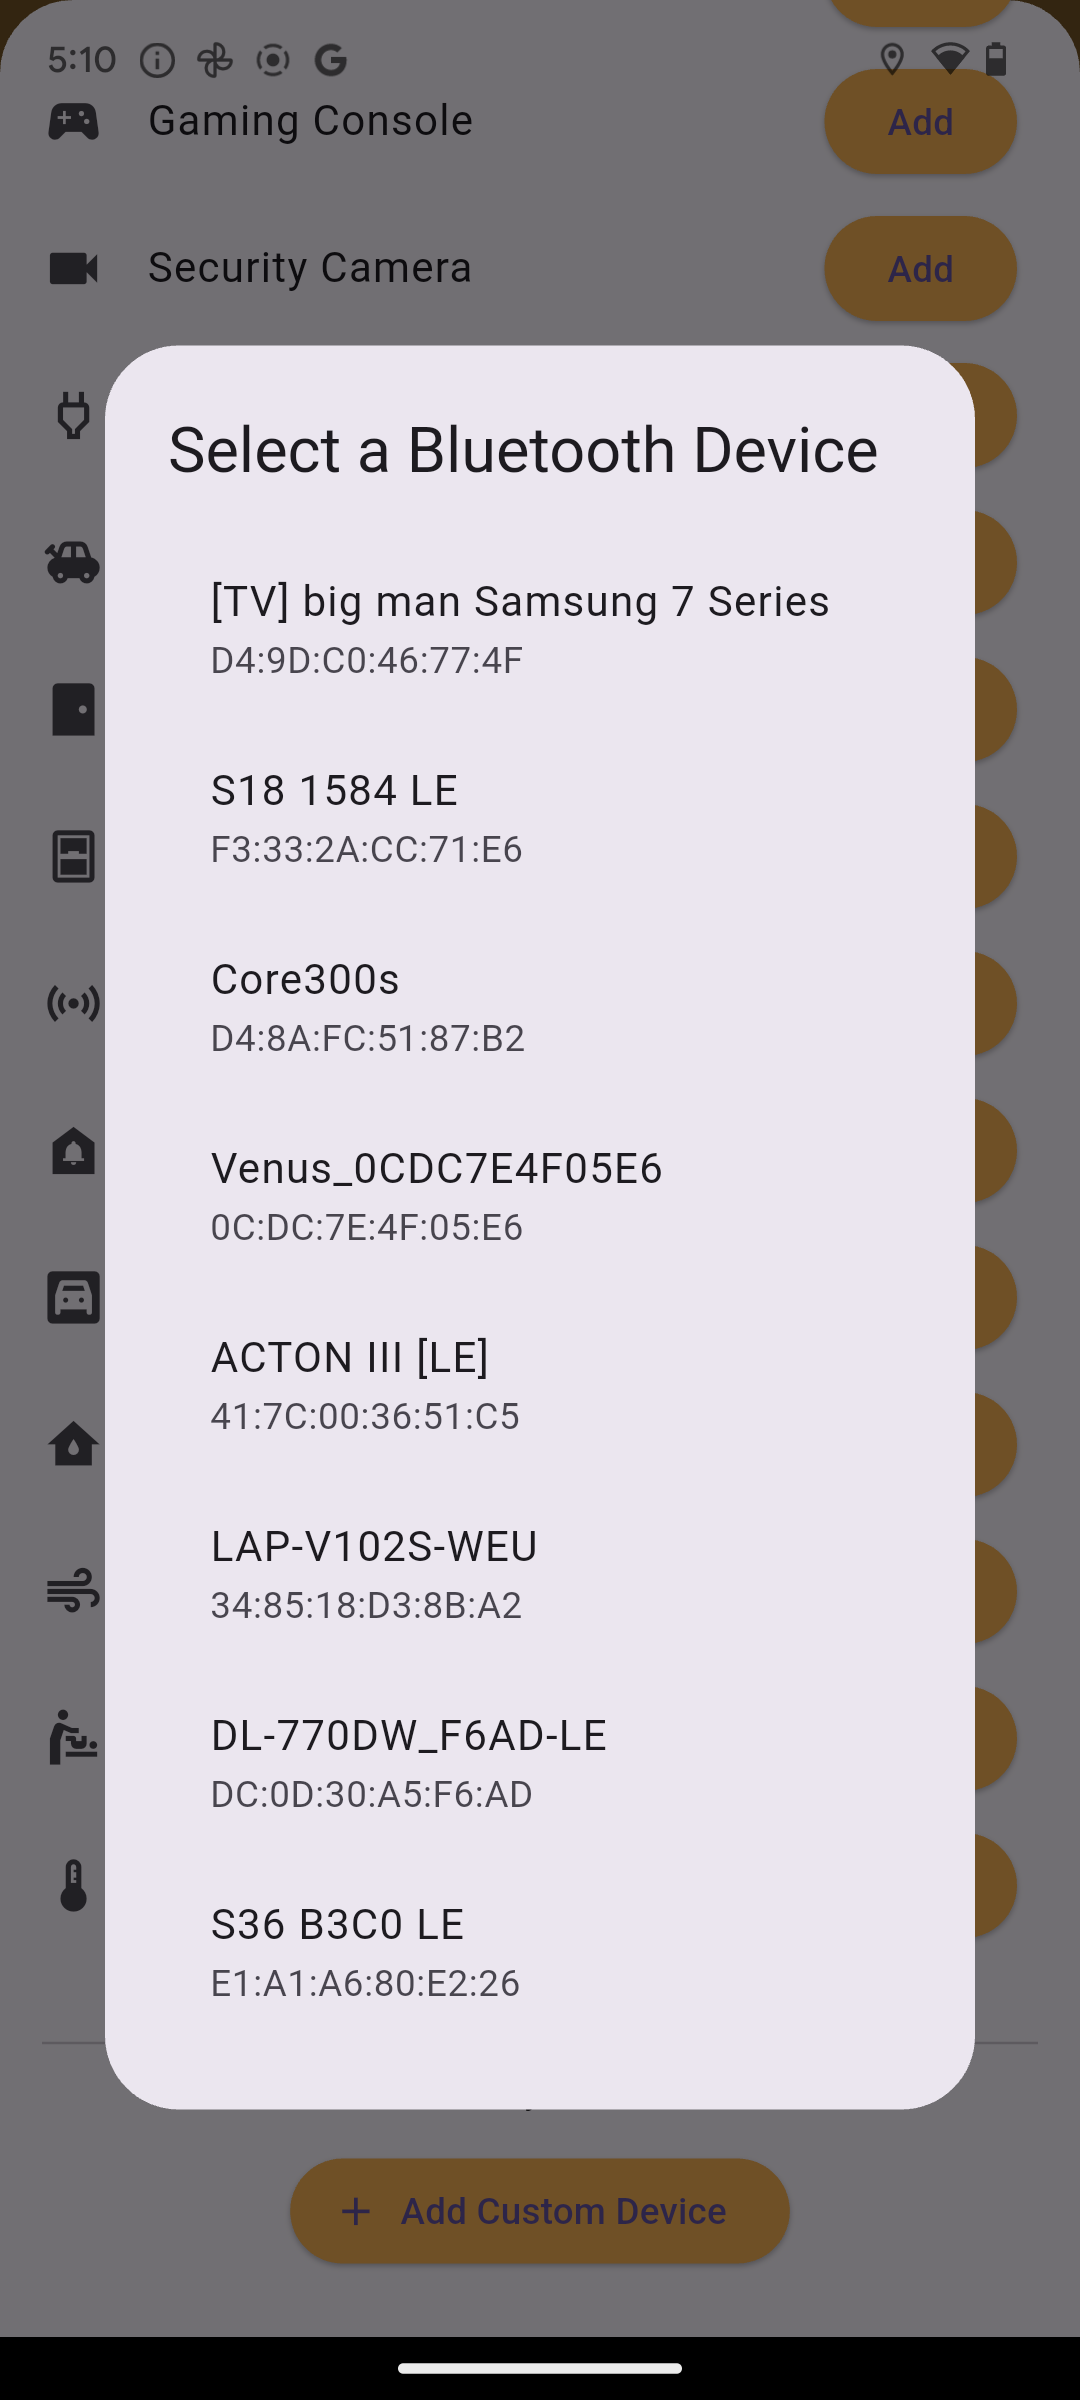 5:10
Gaming Console
Add
Security Camera
Add
Select a Bluetooth Device
[TV] big man Samsung 7 Series
D4:9D:C0:46:77:4F
S18 1584 LE
F3:33:2A:CC:71:E6
Core300s
D4:8A:FC:51:87:B2
Venus_0CDC7E4F05E6
0C:DC:7E:4F:05:E6
ACTON III [LE]
41:7C:00:36:51:C5
LAP-V102S-WEU
34:85:18:D3:8B:A2
DL-770DW_F6AD-LE
DC:0D:30:A5:F6:AD
S36 B3C0 LE
E1:A1:A6:80:E2:26
Add Custom Device